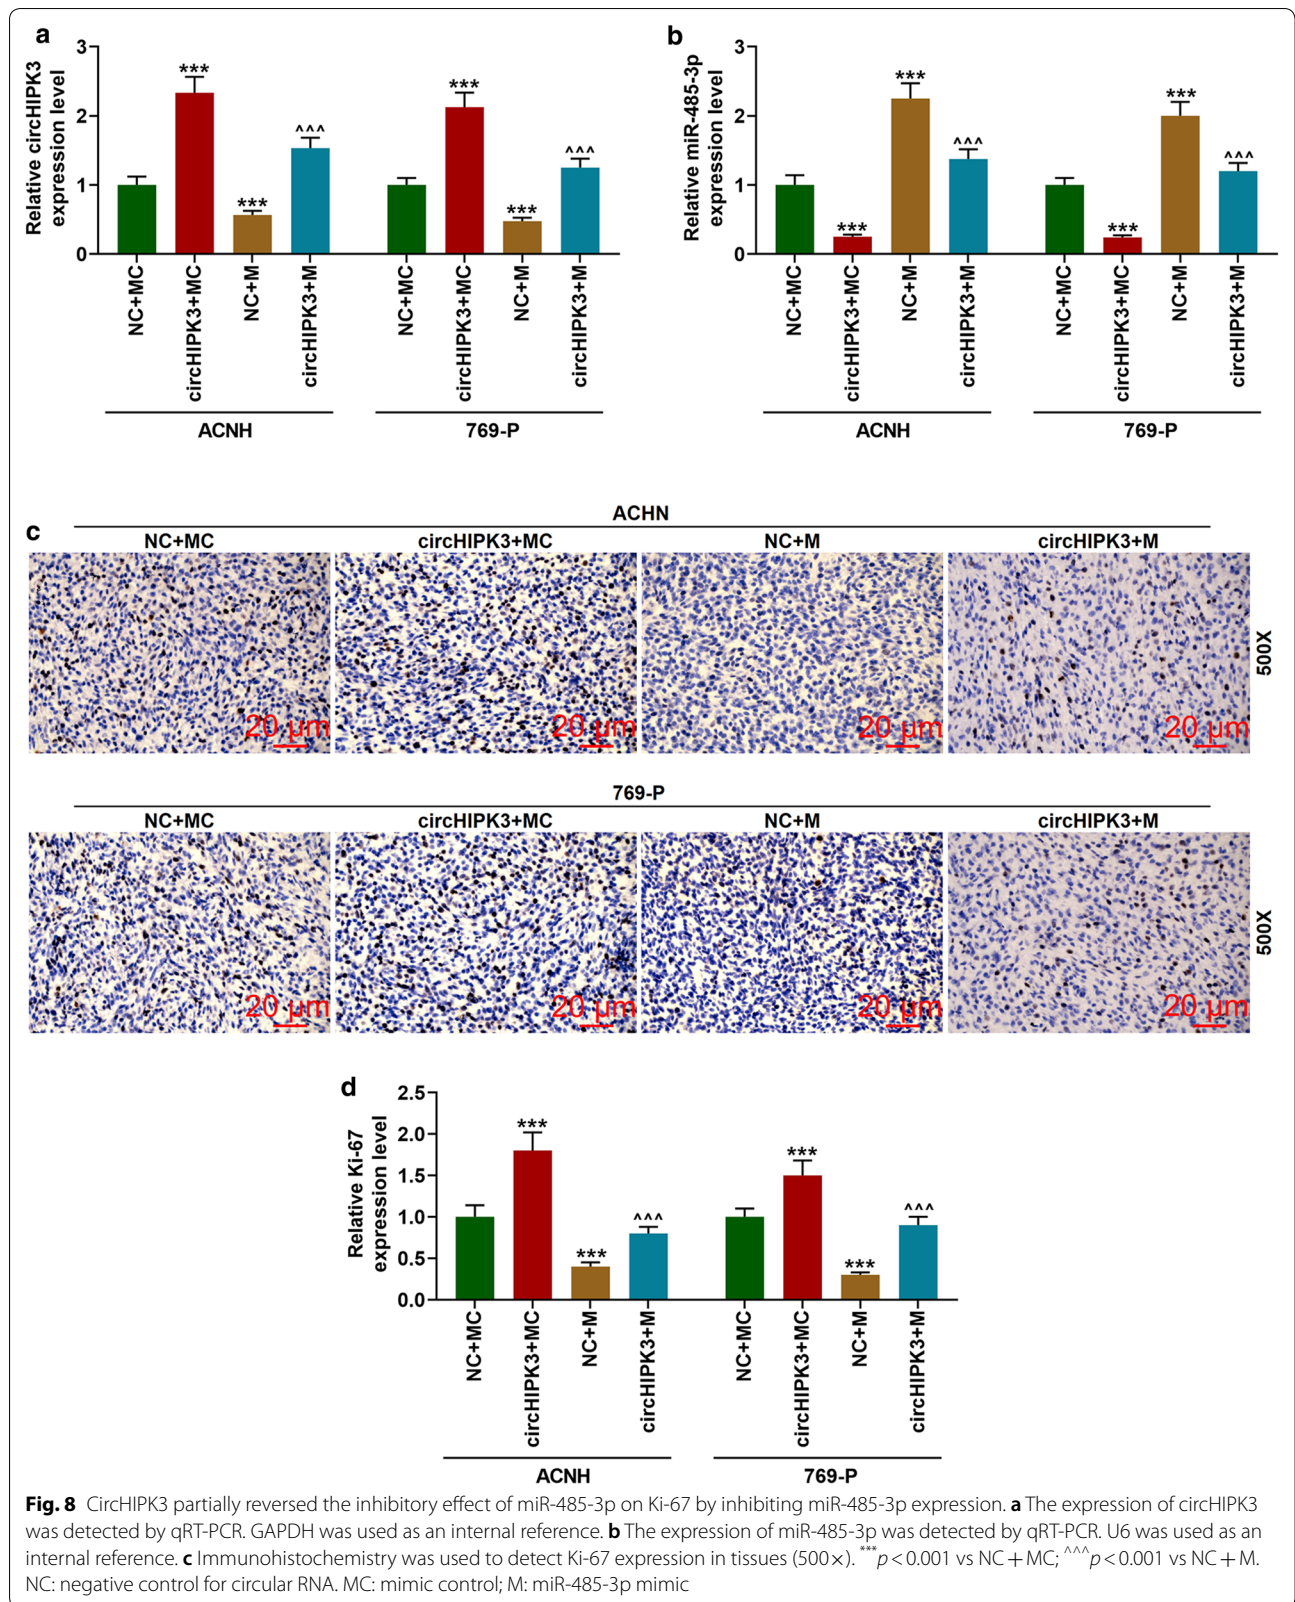 a
Relative circHIPK3
expression level
3
2
1
0
***
***
^^^
***
***
^^^
NC+MC
circHIPK3+MC
NC+M
circHIPK3+M
NC+MC
circHIPK3+MC
NC+M
circHIPK3+M
ACNH
769-P
b
Relative miR-485-3p
expression level
3
2
1
0
***
***
^^^
***
***
^^^
NC+MC
circHIPK3+MC
NC+M
circHIPK3+M
NC+MC
circHIPK3+MC
NC+M
circHIPK3+M
ACNH
769-P
c
ACHN
NC+MC
circHIPK3+MC
NC+M
circHIPK3+M
20 µm
20 µm
20 µm
20 µm
500X
769-P
NC+MC
circHIPK3+MC
NC+M
circHIPK3+M
20 µm
20 µm
20 µm
20 µm
500X
d
Relative Ki-67
expression level
2.5
2.0
1.5
1.0
0.5
0.0
***
***
^^^
***
***
^^^
NC+MC
circHIPK3+MC
NC+M
circHIPK3+M
NC+MC
circHIPK3+MC
NC+M
circHIPK3+M
ACNH
769-P
Fig. 8 CircHIPK3 partially reversed the inhibitory effect of miR-485-3p on Ki-67 by inhibiting miR-485-3p expression. a The expression of circHIPK3
was detected by qRT-PCR. GAPDH was used as an internal reference. b The expression of miR-485-3p was detected by qRT-PCR. U6 was used as an
internal reference. c Immunohistochemistry was used to detect Ki-67 expression in tissues (500×). ***p < 0.001 vs NC + MC; ^^^p < 0.001 vs NC + M.
NC: negative control for circular RNA. MC: mimic control; M: miR-485-3p mimic